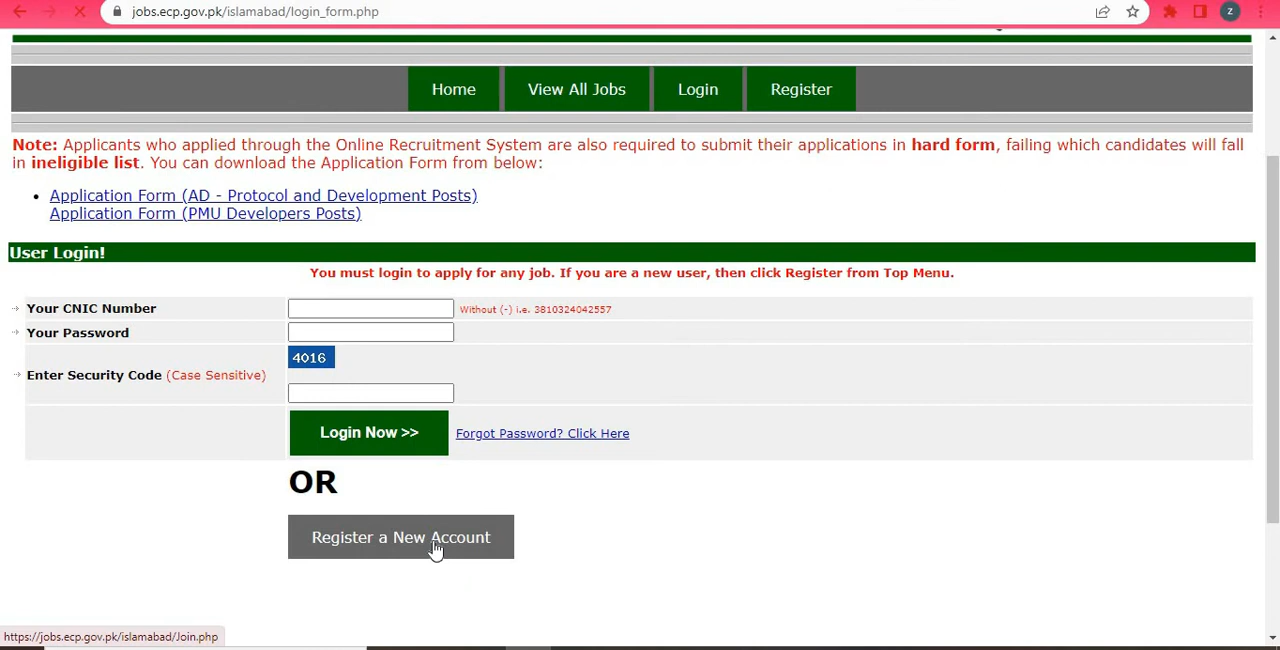 jobs.ecp.gov.pk/islamabad/login_form.php
Z
Home View All Jobs Login Register
Note: Applicants who applied through the Online Recruitment System are also required to submit their applications in hard form, failing which candidates will fall
in ineligible list. You can download the Application Form from below:
• Application Form (AD - Protocol and Development Posts)
Application Form (PMU Developers Posts)
User Login!
You must login to apply for any job. If you are a new user, then click Register from Top Menu.
Your CNIC Number Without (-) i.e. 3810324042557
Your Password
4016
Enter Security Code (Case Sensitive)
Login Now >> Forgot Password? Click Here
OR
Register a New Account
https://jobs.ecp.gov.pk/islamabad/Join.php